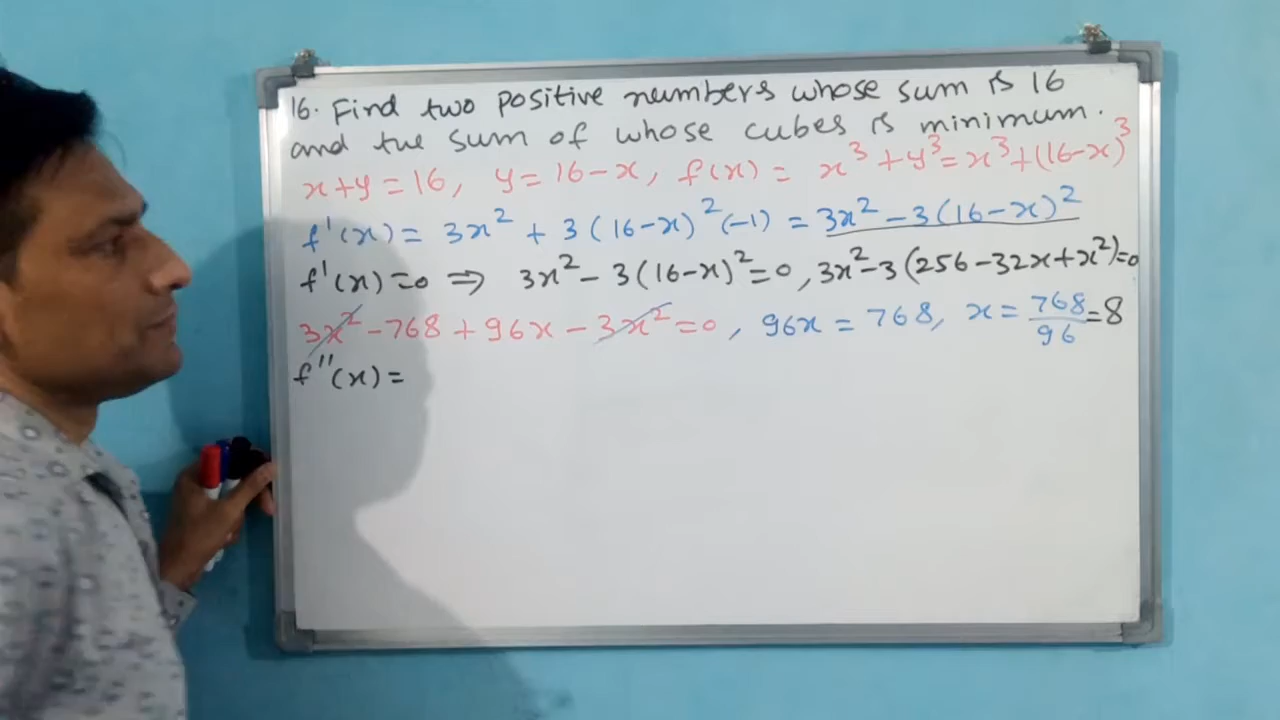 16. Find two positive numbers whose sum is 16
and the sum of whose cubes is minimum.
x+y=16, y=16-x, f(x)= x³+y³=x³+(16-x)³
f'(x)= 3x²+3(16-x)²(-1) = 3x²-3(16-x)²
f'(x)=0 ⇒ 3x²-3(16-x)²=0, 3x²-3(256-32x+x²)=0
3x²-768+96x-3x²=0, 96x=768, x=768/96=8
f''(x)=